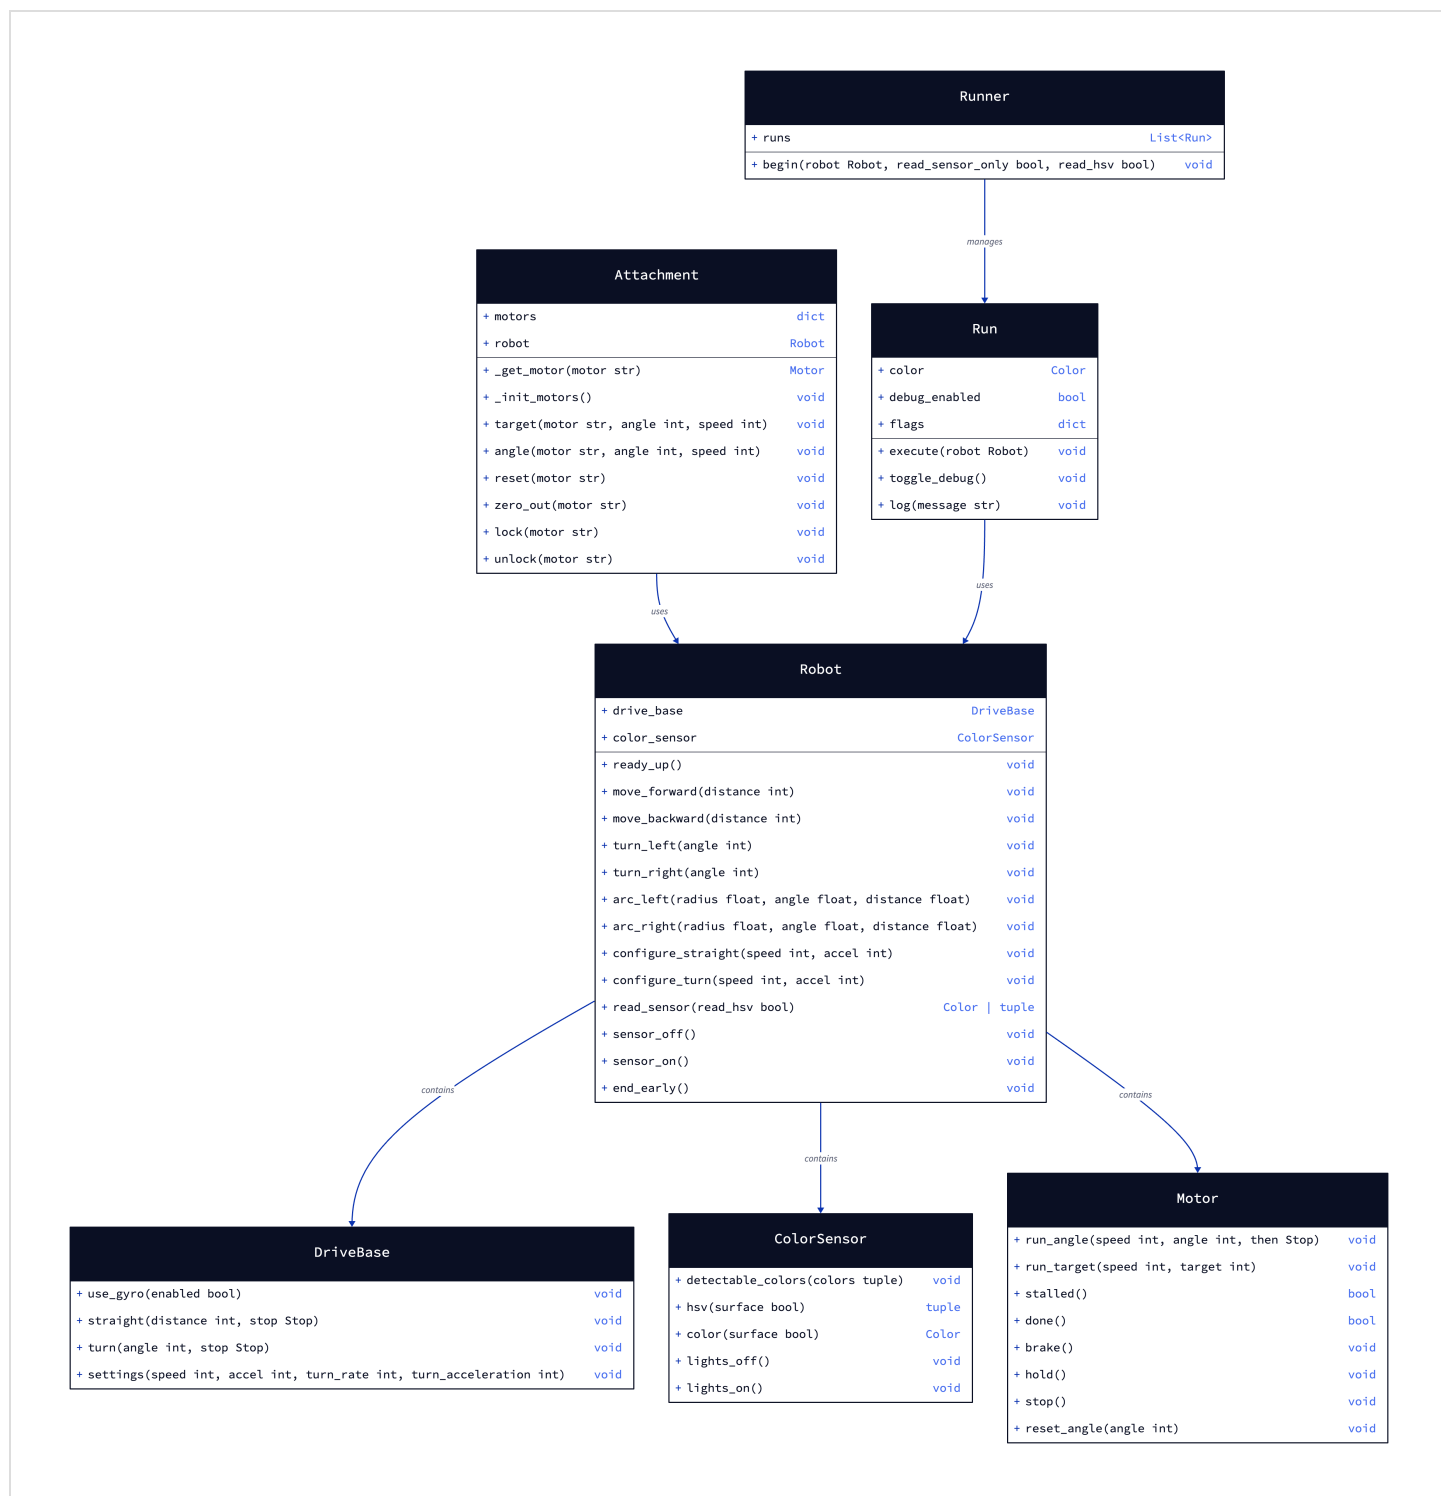 Runner
+ runs List<Run>
+ begin(robot Robot, read_sensor_only bool, read_hsv bool) void
manages
Attachment
+ motors dict
+ robot Robot
+ _get_motor(motor str) Motor
+ _init_motors() void
+ target(motor str, angle int, speed int) void
+ angle(motor str, angle int, speed int) void
+ reset(motor str) void
+ zero_out(motor str) void
+ lock(motor str) void
+ unlock(motor str) void
Run
+ color Color
+ debug_enabled bool
+ flags dict
+ execute(robot Robot) void
+ toggle_debug() void
+ log(message str) void
uses
uses
Robot
+ drive_base DriveBase
+ color_sensor ColorSensor
+ ready_up() void
+ move_forward(distance int) void
+ move_backward(distance int) void
+ turn_left(angle int) void
+ turn_right(angle int) void
+ arc_left(radius float, angle float, distance float) void
+ arc_right(radius float, angle float, distance float) void
+ configure_straight(speed int, accel int) void
+ configure_turn(speed int, accel int) void
+ read_sensor(read_hsv bool) Color | tuple
+ sensor_off() void
+ sensor_on() void
+ end_early() void
contains
contains
contains
DriveBase
+ use_gyro(enabled bool) void
+ straight(distance int, stop Stop) void
+ turn(angle int, stop Stop) void
+ settings(speed int, accel int, turn_rate int, turn_acceleration int) void
ColorSensor
+ detectable_colors(colors tuple) void
+ hsv(surface bool) tuple
+ color(surface bool) Color
+ lights_off() void
+ lights_on() void
Motor
+ run_angle(speed int, angle int, then Stop) void
+ run_target(speed int, target int) void
+ stalled() bool
+ done() bool
+ brake() void
+ hold() void
+ stop() void
+ reset_angle(angle int) void